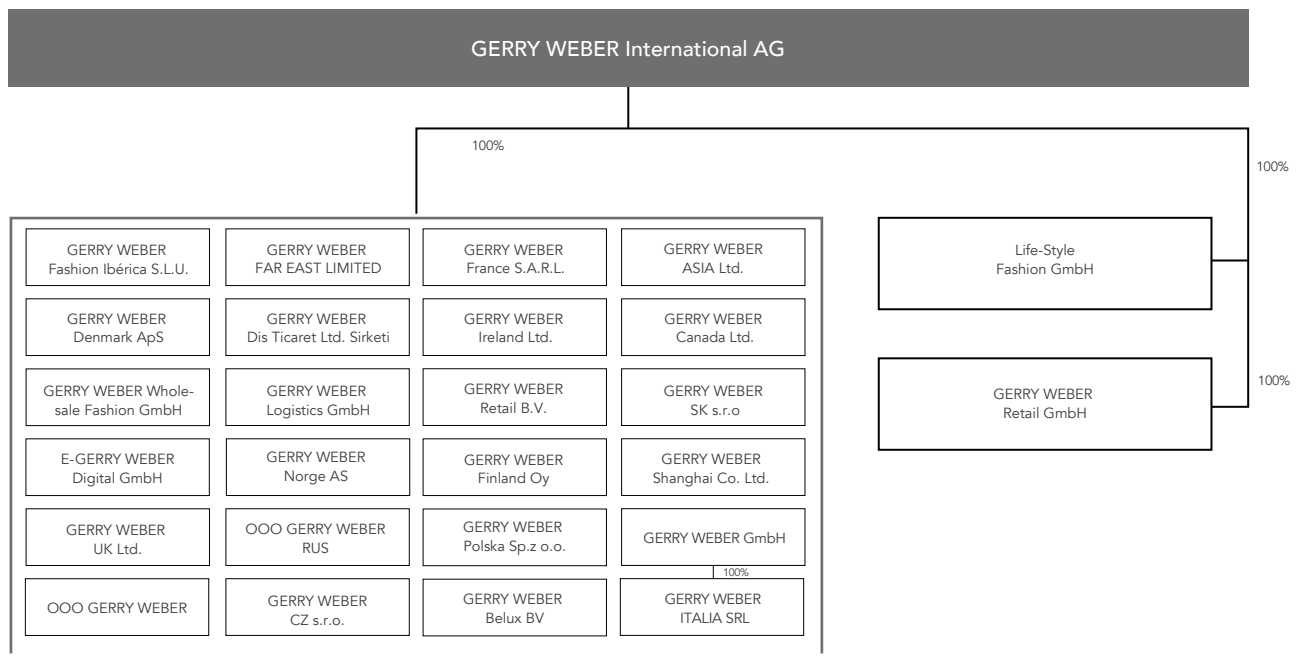 GERRY WEBER International AG
100%
100%
GERRY WEBER
Fashion Ibérica S.L.U.
GERRY WEBER
FAR EAST LIMITED
GERRY WEBER
France S.A.R.L.
GERRY WEBER
ASIA Ltd.
Life-Style
Fashion GmbH
GERRY WEBER
Denmark ApS
GERRY WEBER
Dis Ticaret Ltd. Sirketi
GERRY WEBER
Ireland Ltd.
GERRY WEBER
Canada Ltd.
GERRY WEBER Whole-
sale Fashion GmbH
GERRY WEBER
Logistics GmbH
GERRY WEBER
Retail B.V.
GERRY WEBER
SK s.r.o
100%
GERRY WEBER
Retail GmbH
E-GERRY WEBER
Digital GmbH
GERRY WEBER
Norge AS
GERRY WEBER
Finland Oy
GERRY WEBER
Shanghai Co. Ltd.
GERRY WEBER
UK Ltd.
OOO GERRY WEBER
RUS
GERRY WEBER
Polska Sp.z o.o.
GERRY WEBER GmbH
100%
OOO GERRY WEBER
GERRY WEBER
CZ s.r.o.
GERRY WEBER
Belux BV
GERRY WEBER
ITALIA SRL